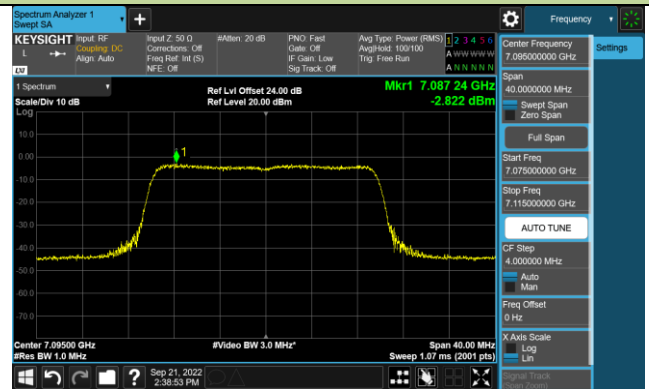 Spectrum Analyzer 1
Swept SA
Frequency
KEYSIGHT
L
LXI
Input: RF
Coupling: DC
Align: Auto
Input Z: 50 Ω
Corrections: Off
Freq Ref: Int (S)
NFE: Off
#Atten: 20 dB
PNO: Fast
Gate: Off
IF Gain: Low
Sig Track: Off
Avg Type: Power (RMS)
Avg|Hold: 100/100
Trig: Free Run
1 2 3 4 5 6
A W W W W W
A N N N N N
Center Frequency
7.095000000 GHz
Settings
Span
40.0000000 MHz
Swept Span
Zero Span
Full Span
Start Freq
7.075000000 GHz
Stop Freq
7.115000000 GHz
AUTO TUNE
CF Step
4.000000 MHz
Auto
Man
Freq Offset
0 Hz
X Axis Scale
Log
Lin
Signal Track
(Span Zoom)
1 Spectrum
Scale/Div 10 dB
Log
Ref Lvl Offset 24.00 dB
Ref Level 20.00 dBm
Mkr1 7.087 24 GHz
-2.822 dBm
10.0
0.00
-10.0
-20.0
-30.0
-40.0
-50.0
-60.0
-70.0
1
Center 7.09500 GHz
#Res BW 1.0 MHz
#Video BW 3.0 MHz*
Span 40.00 MHz
Sweep 1.07 ms (2001 pts)
?
Sep 21, 2022
2:38:53 PM